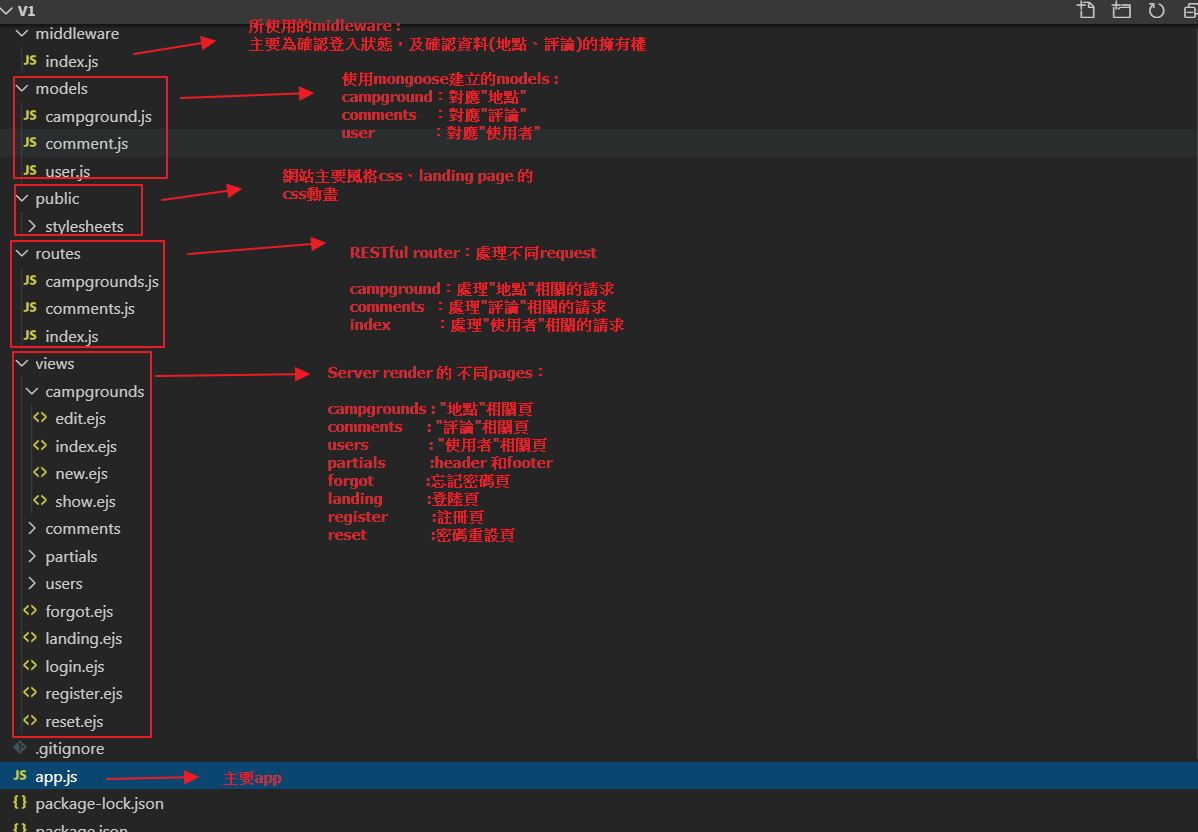 V1
middleware
index.js
所使用的midleware :
主要為確認登入狀態，及確認資料(地點、評論)的擁有權
models
campground.js
comment.js
user.js
使用mongoose建立的models :
campground：對應"地點"
comments ：對應"評論"
user ：對應"使用者"
public
stylesheets
網站主要風格css、landing page 的
css動畫
routes
campgrounds.js
comments.js
index.js
RESTful router：處理不同request
campground：處理"地點"相關的請求
comments ：處理"評論"相關的請求
index ：處理"使用者"相關的請求
views
campgrounds
edit.ejs
index.ejs
new.ejs
show.ejs
comments
partials
users
forgot.ejs
landing.ejs
login.ejs
register.ejs
reset.ejs
Server render 的 不同pages：
campgrounds : "地點"相關頁
comments : "評論"相關頁
users : "使用者"相關頁
partials :header 和footer
forgot :忘記密碼頁
landing :登陸頁
register :註冊頁
reset :密碼重設頁
.gitignore
app.js
主要app
package-lock.json
package.json